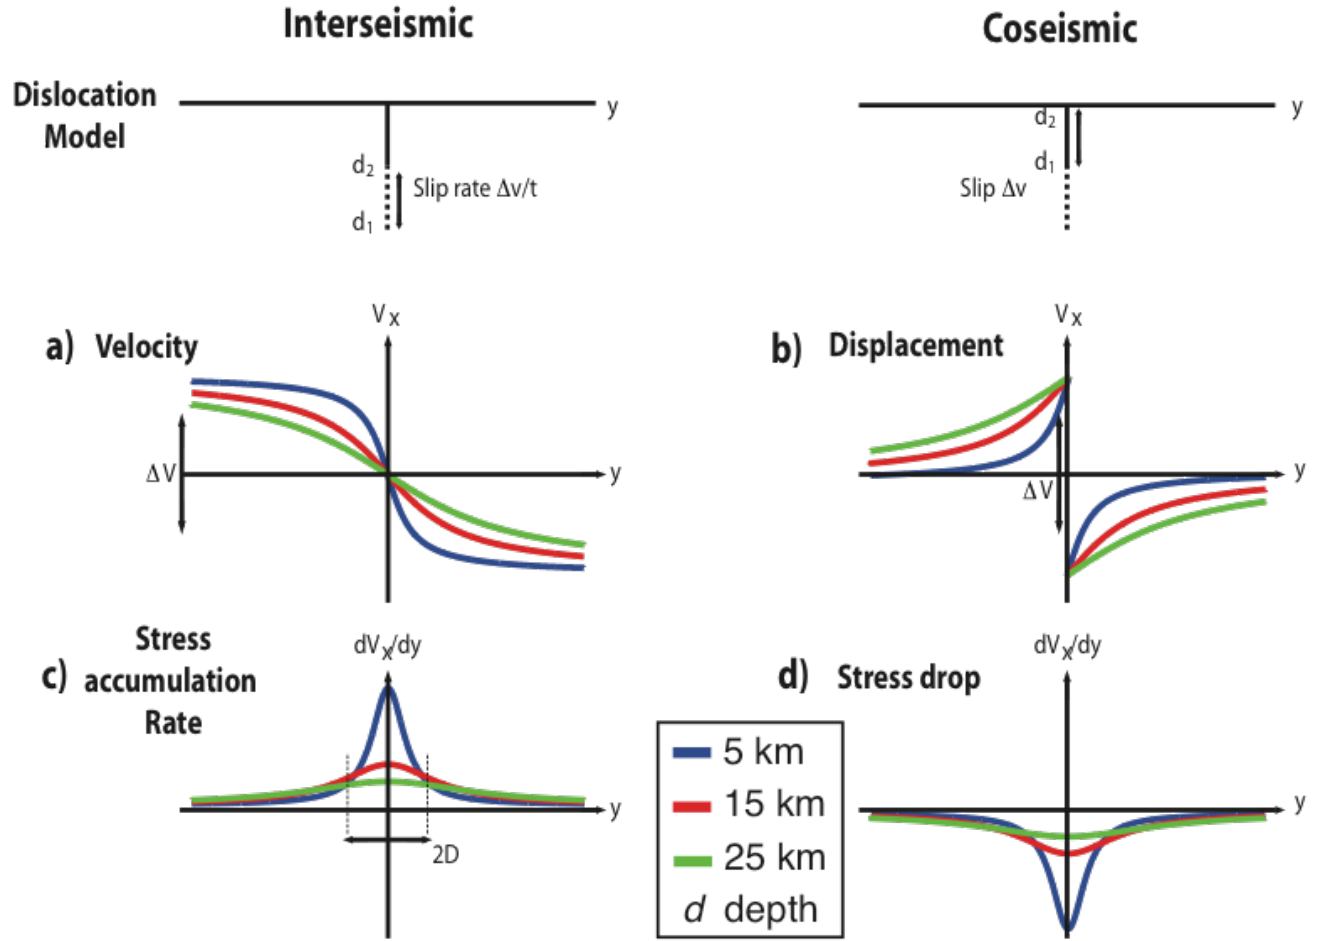 Interseismic
Coseismic
Dislocation
Model
y
d2
Slip rate Δv/t
d1
y
d2
d1
Slip Δv
a) Velocity
Vx
ΔV
y
b) Displacement
Vx
ΔV
y
c) Stress
accumulation
Rate
dVx/dy
y
2D
d) Stress drop
dVx/dy
y
5 km
15 km
25 km
d depth